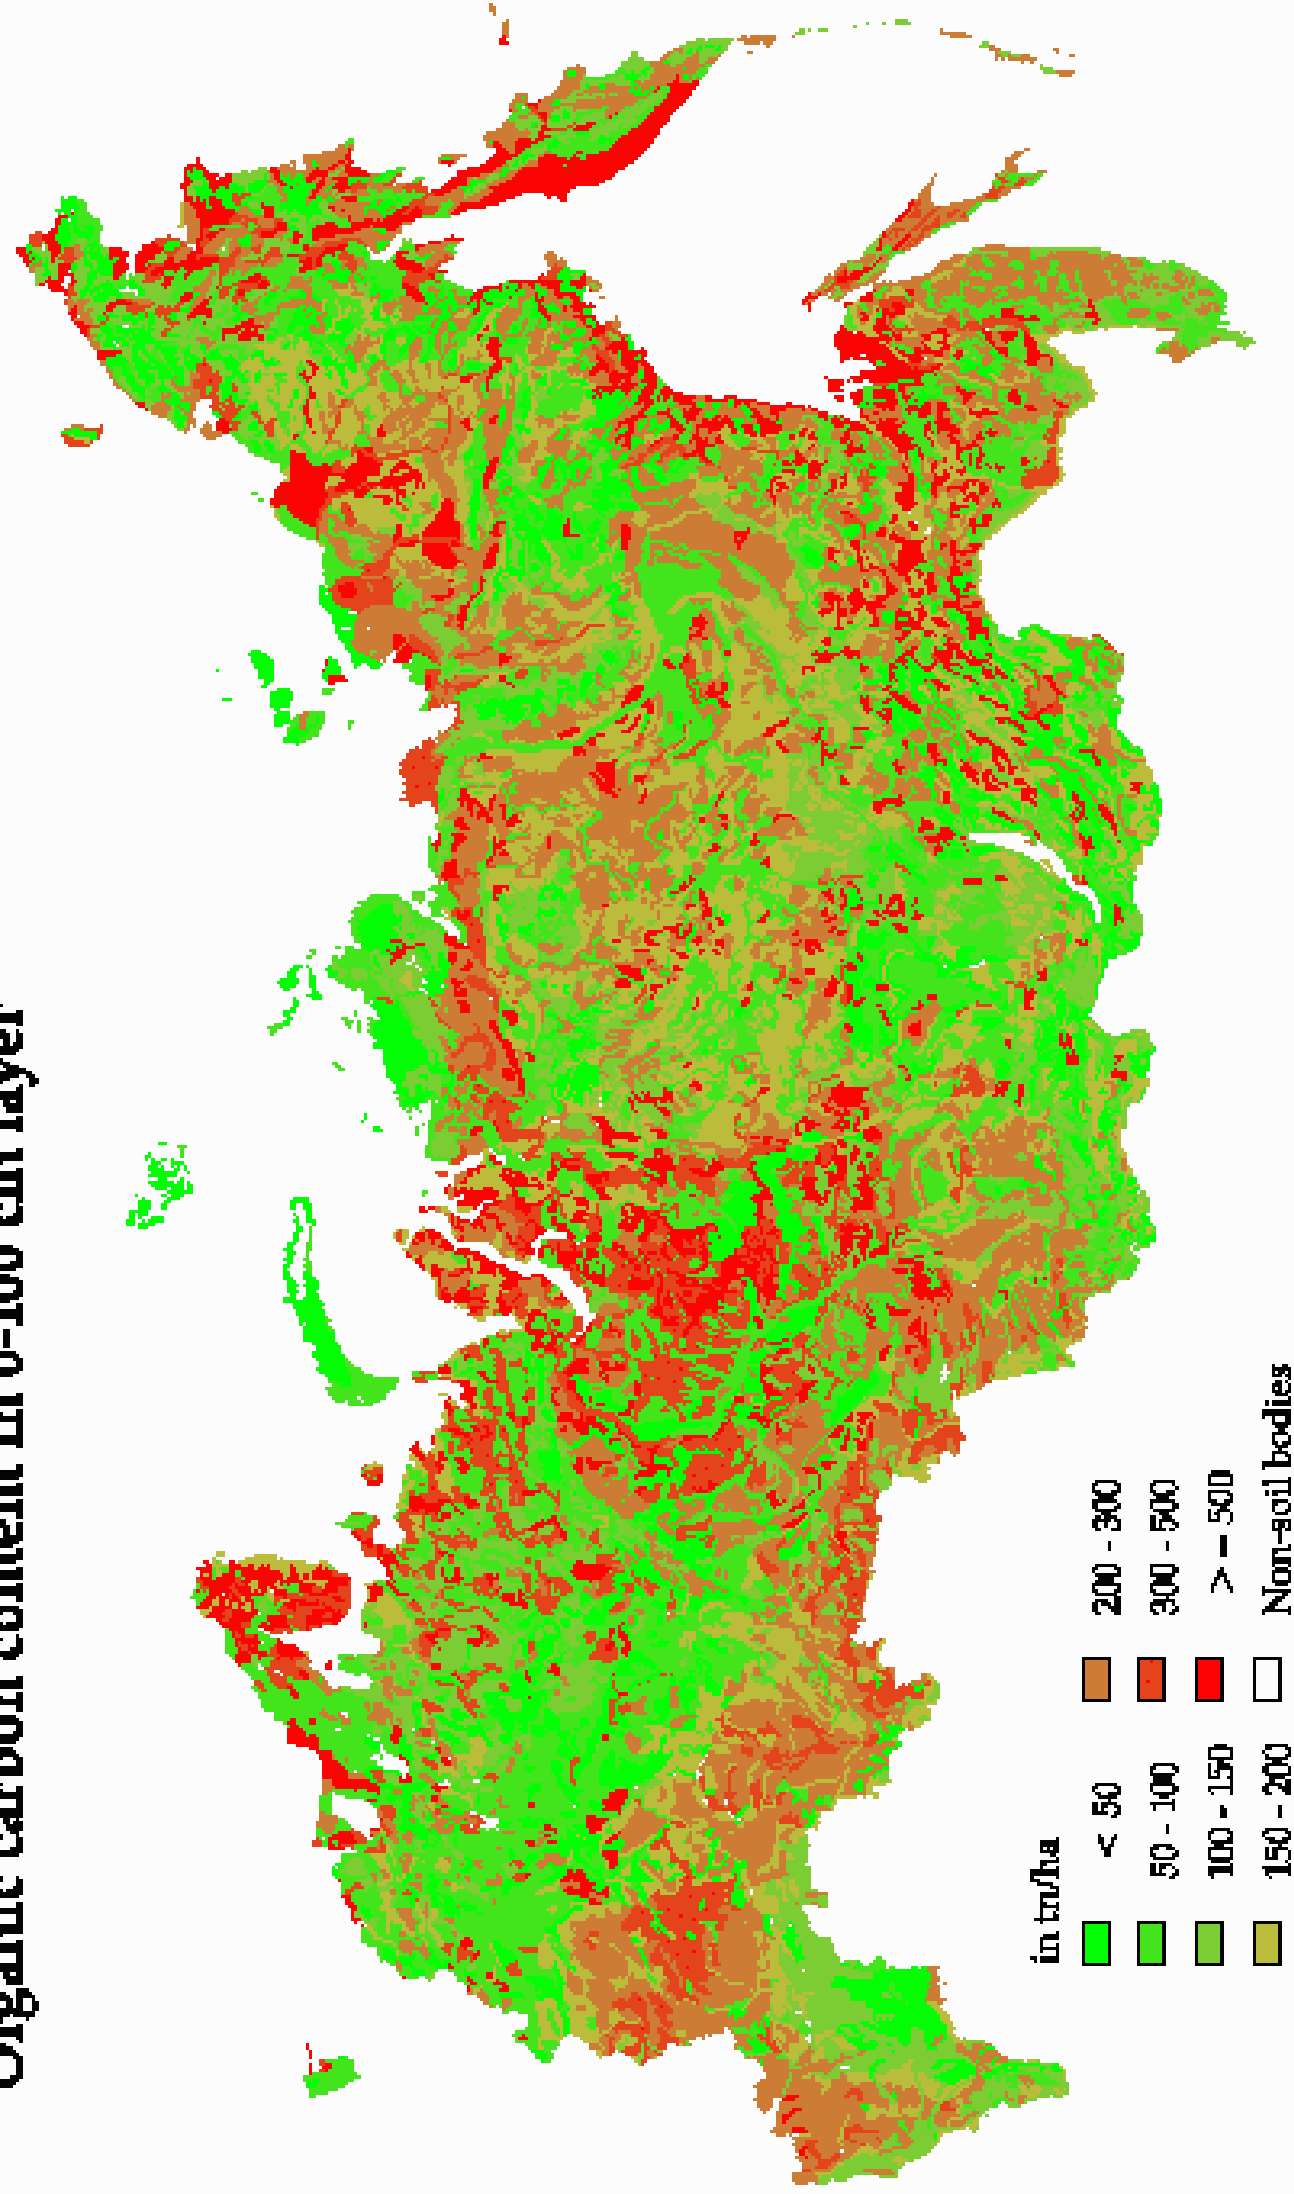 Organic carbon content in 0-100 cm layer
in tn/ha
< 50
50 - 100
100 - 150
150 - 200
200 - 300
300 - 500
> - 500
Non-soil bodies